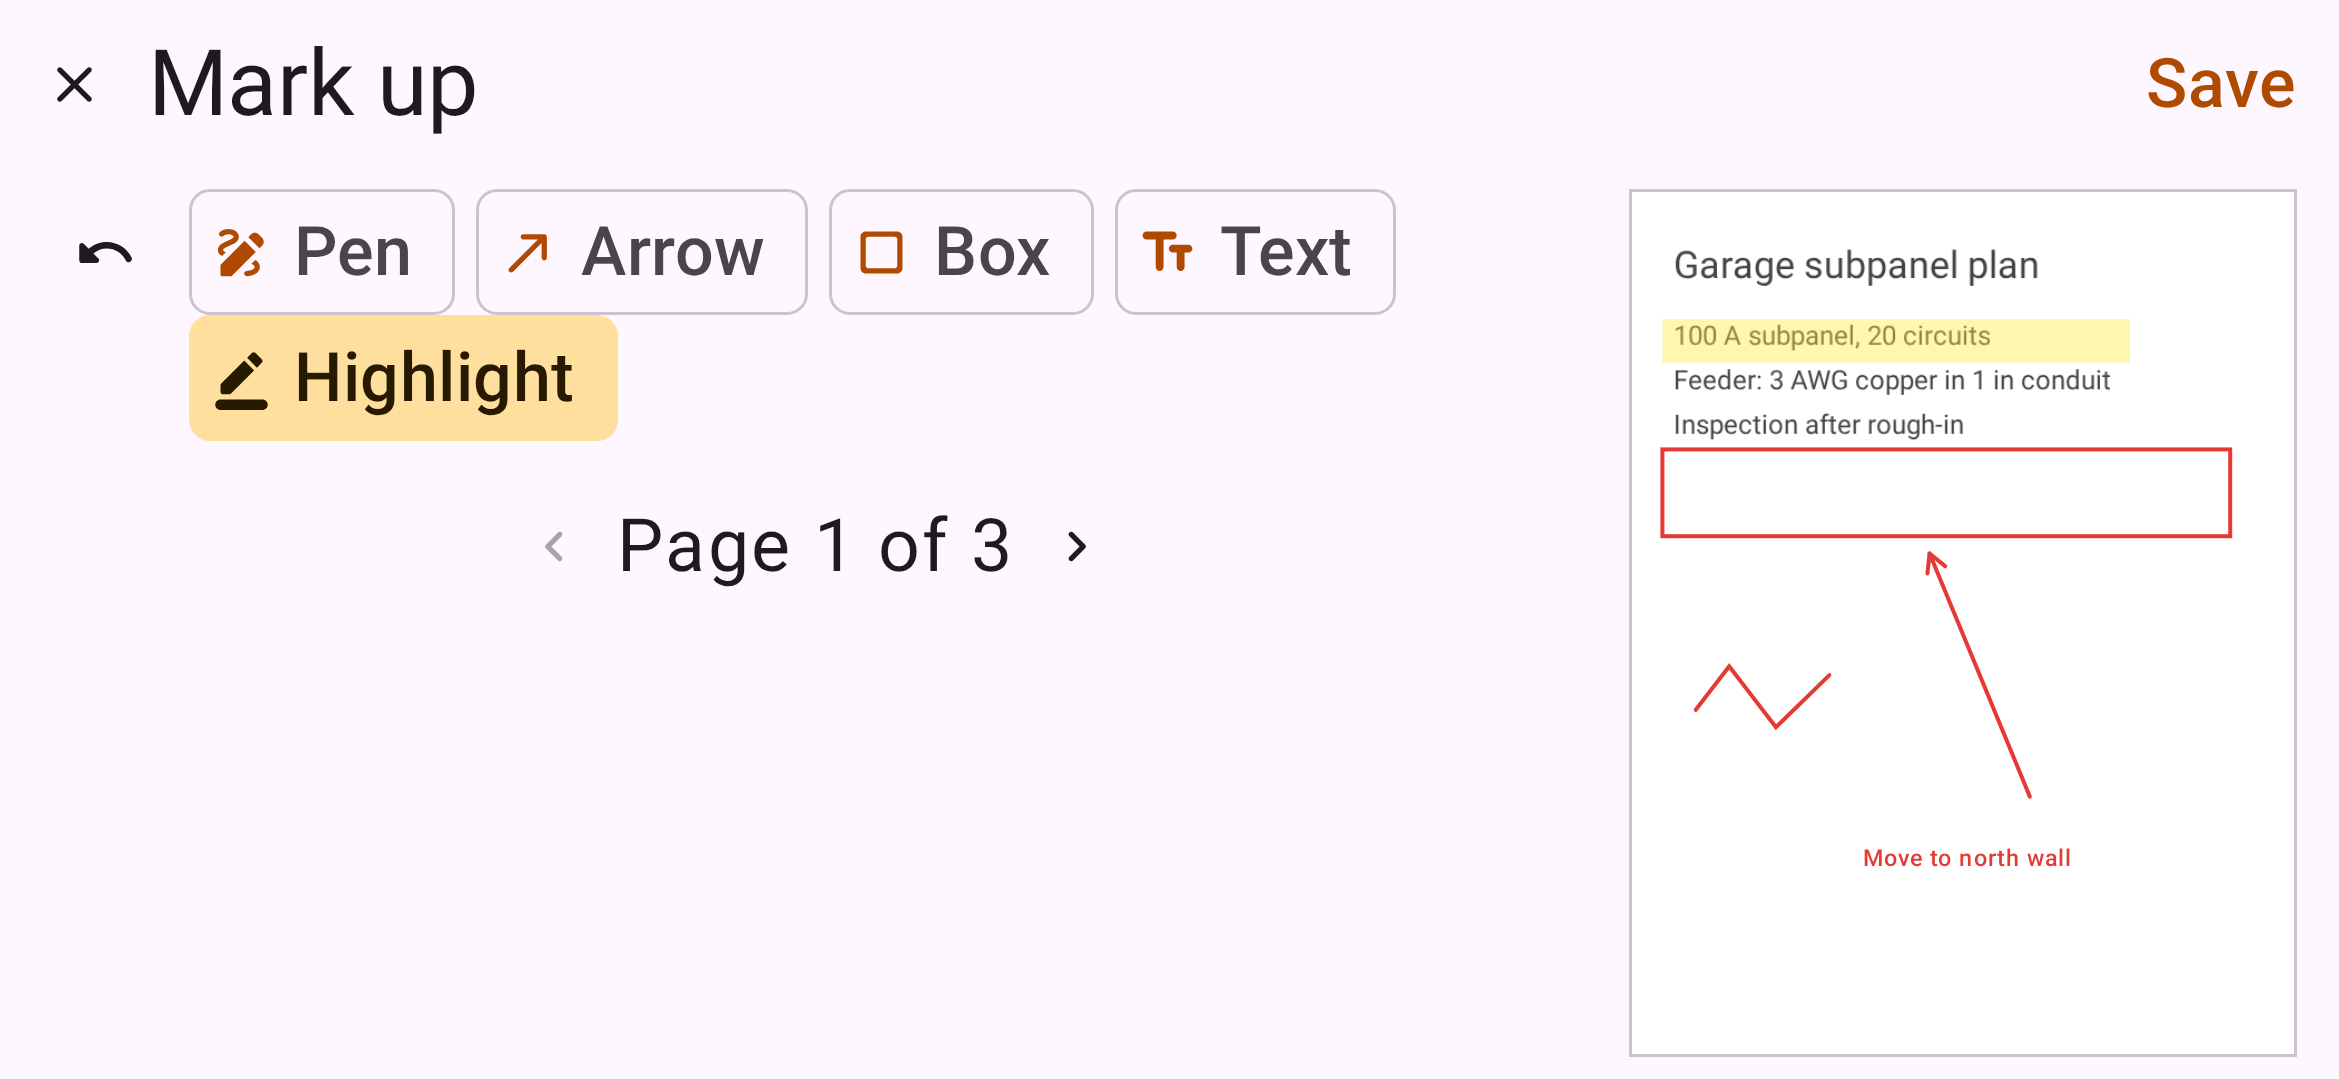 Mark up
Save
Pen
Arrow
Box
Text
Highlight
Page 1 of 3
Garage subpanel plan
100 A subpanel, 20 circuits
Feeder: 3 AWG copper in 1 in conduit
Inspection after rough-in
Move to north wall